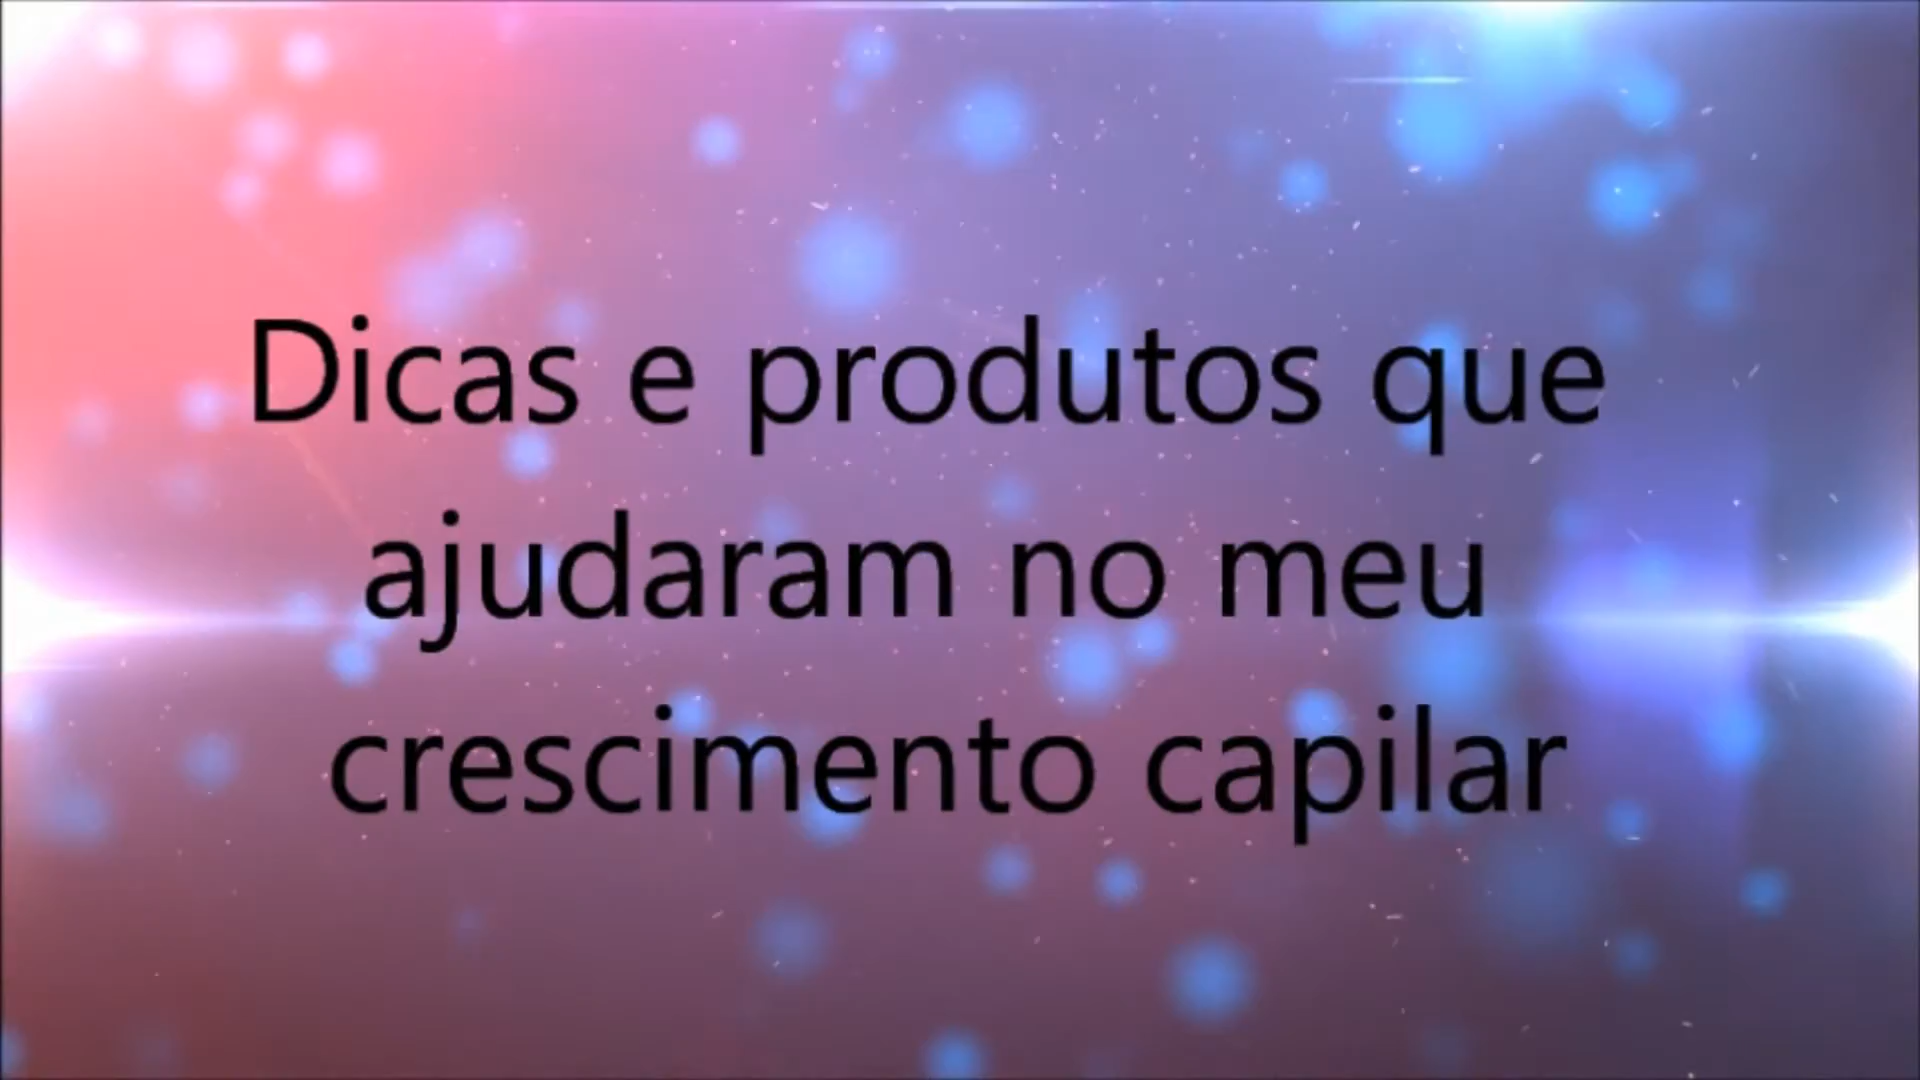 Dicas e produtos que
ajudaram no meu
crescimento capilar